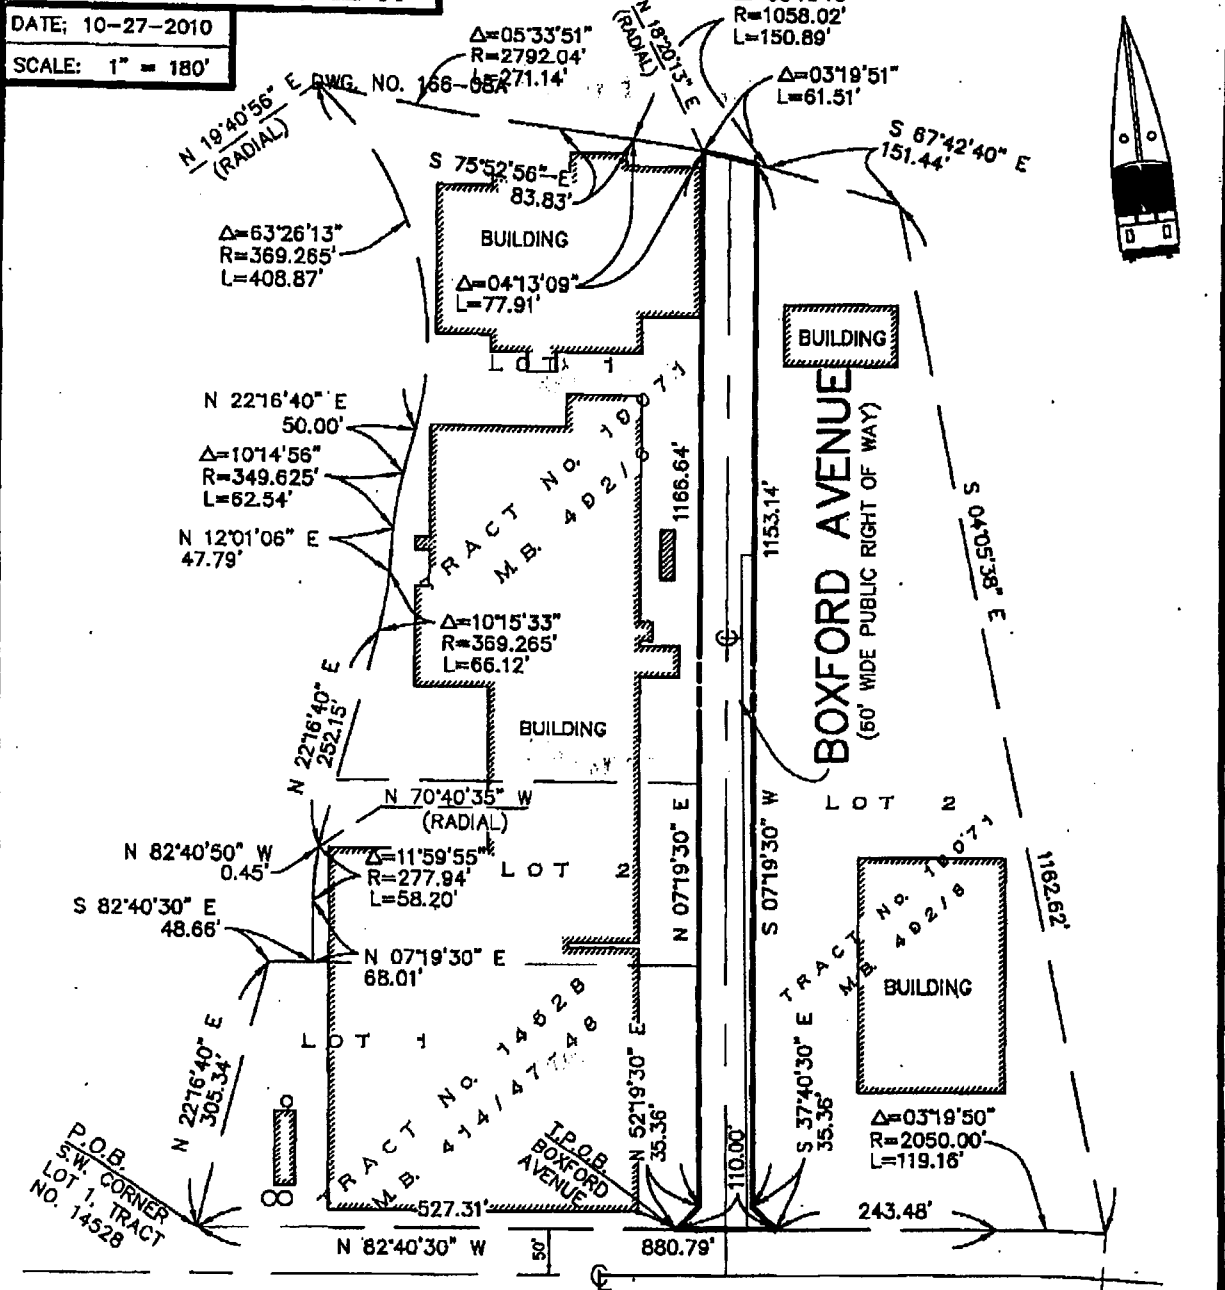 DATE; 10-27-2010
SCALE: 1" = 180'
Δ=05°33'51"
R=2792.04'
L=271.14'
DWG. NO. 166-08A
N 19°40'56" E
(RADIAL)
N 18°20'13" E
(RADIAL)
R=1058.02'
L=150.89'
Δ=03°19'51"
L=61.51'
S 67°42'40" E
151.44'
S 75°52'56" E
83.83'
BUILDING
Δ=63°26'13"
R=369.265'
L=408.87'
Δ=04°13'09"
L=77.91'
BUILDING
LOT 1
N 22°16'40" E
50.00'
Δ=10°14'56"
R=349.625'
L=62.54'
N 12°01'06" E
47.79'
TRACT No. 16071
M.B. 402/8
1166.64'
1153.14'
BOXFORD AVENUE
(60' WIDE PUBLIC RIGHT OF WAY)
S 04°05'38" E
1162.62'
Δ=10°15'33"
R=369.265'
L=66.12'
N 22°16'40" E
252.15'
BUILDING
N 70°40'35" W
(RADIAL)
LOT 2
N 82°40'50" W
0.45'
Δ=11°59'55"
R=277.94'
L=58.20'
LOT 2
N 07°19'30" E
S 07°19'30" W
S 82°40'30" E
48.66'
N 07°19'30" E
68.01'
TRACT No. 16071
M.B. 402/8
BUILDING
LOT 1
TRACT No. 14528
M.B. 414/47-48
N 22°16'40" E
305.34'
N 52°19'30" E
35.36'
S 37°40'30" E
35.36'
110.00'
Δ=03°19'50"
R=2050.00'
L=119.16'
P.O.B.
S.W. CORNER
LOT 1, TRACT
NO. 14528
T.P.O.B.
BOXFORD
AVENUE
527.31'
243.48'
N 82°40'30" W
50'
880.79'